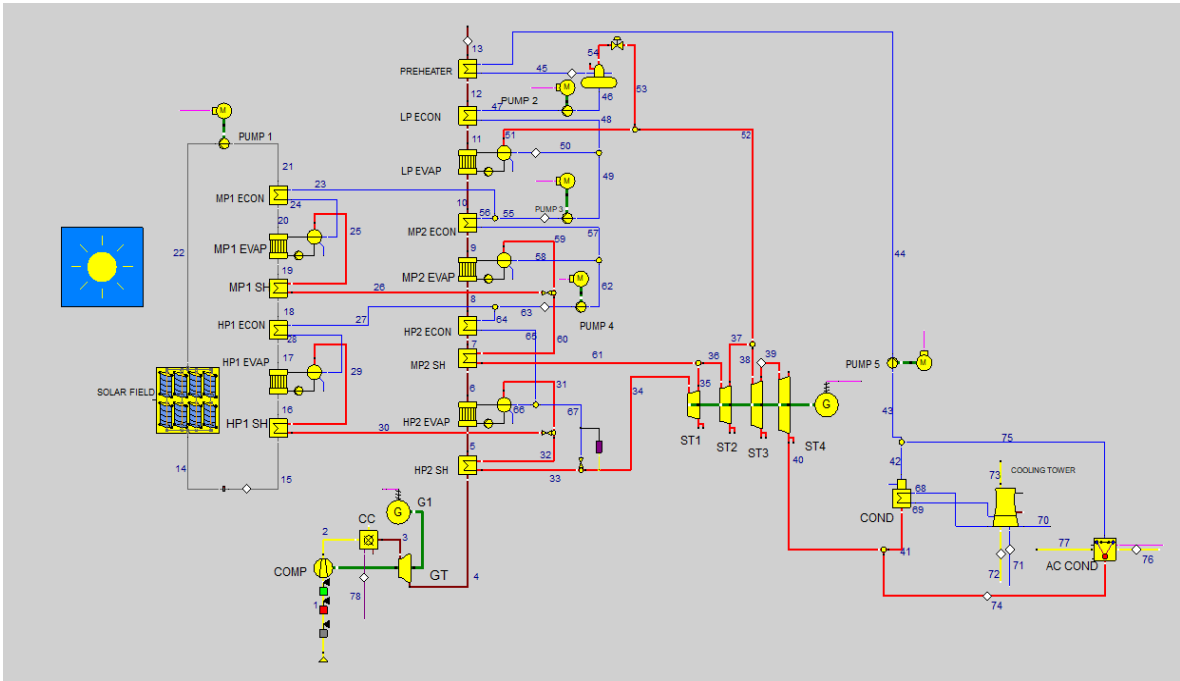 13
PREHEATER
45
54
53
46
12
47
PUMP 2
48
LP ECON
11
51
50
52
LP EVAP
49
PUMP 1
21
23
MP1 ECON
24
20
25
MP1 EVAP
22
19
MP1 SH
26
18
HP1 ECON
27
28
HP1 EVAP
17
29
SOLAR FIELD
16
HP1 SH
30
14
15
10
56
55
PUMP 3
MP2 ECON
57
9
59
58
MP2 EVAP
62
8
63
64
HP2 ECON
65
PUMP 4
7
60
MP2 SH
61
6
31
66
67
HP2 EVAP
5
32
HP2 SH
33
34
35
36
37
38
39
M
M
M
M
M
G
G
ST1
ST2
ST3
ST4
40
44
PUMP 5
43
75
42
68
69
COND
73
COOLING TOWER
70
71
72
41
77
AC COND
76
74
G1
CC
2
3
COMP
GT
4
1
78